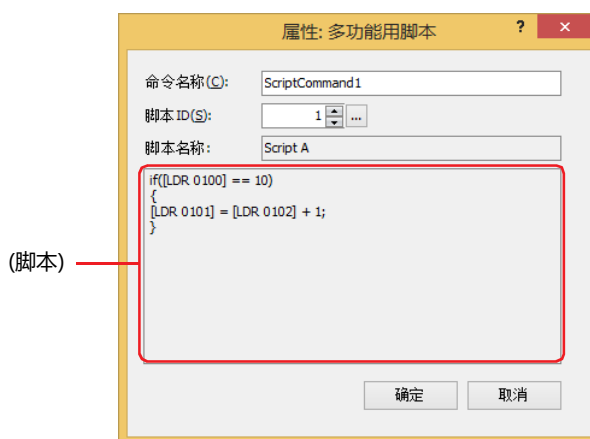 属性: 多功能用脚本
?
×
命令名称(C):
ScriptCommand1
脚本 ID(S):
1
...
脚本名称:
Script A
if([LDR 0100] == 10)
{
[LDR 0101] = [LDR 0102] + 1;
}
(脚本)
确定
取消